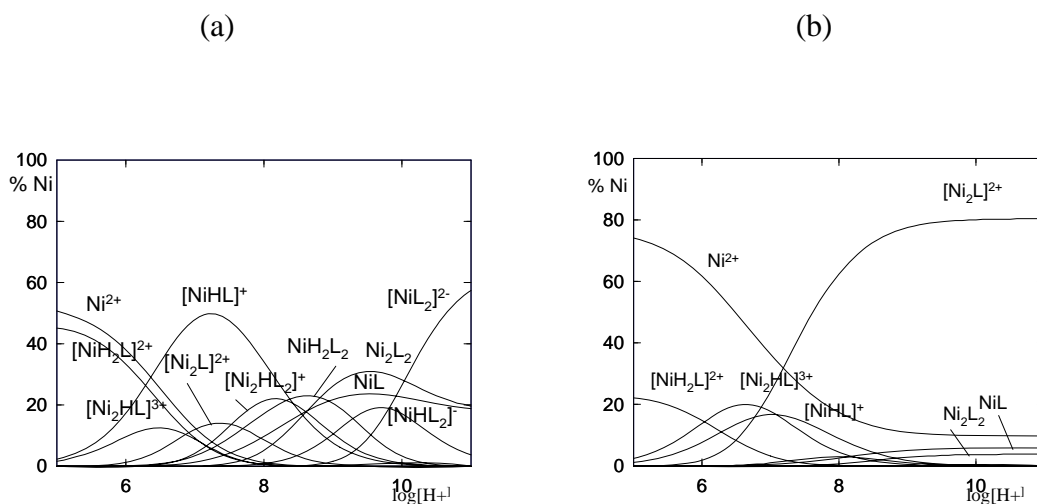 (a)
(b)
100
% Ni
80
60
40
20
0
6
8
10
log[H+]
Ni²⁺
[NiH₂L]²⁺
[Ni₂HL]³⁺
[NiHL]⁺
[Ni₂L]²⁺
[Ni₂HL₂]⁺
NiH₂L₂
Ni₂L₂
NiL
[NiL₂]²⁻
[NiHL₂]⁻
100
% Ni
80
60
40
20
0
6
8
10
log[H+]
[Ni₂L]²⁺
Ni²⁺
[NiH₂L]²⁺
[Ni₂HL]³⁺
[NiHL]⁺
Ni₂L₂
NiL